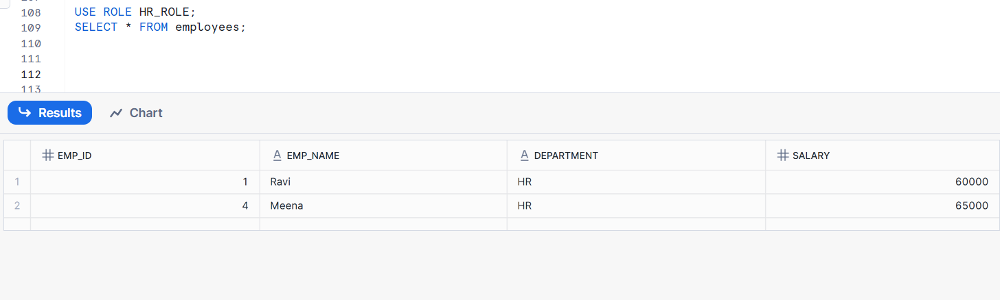 108 USE ROLE HR_ROLE;
109 SELECT * FROM employees;
110
111
112
113
Results Chart
EMP_ID EMP_NAME DEPARTMENT SALARY
1 1 Ravi HR 60000
2 4 Meena HR 65000